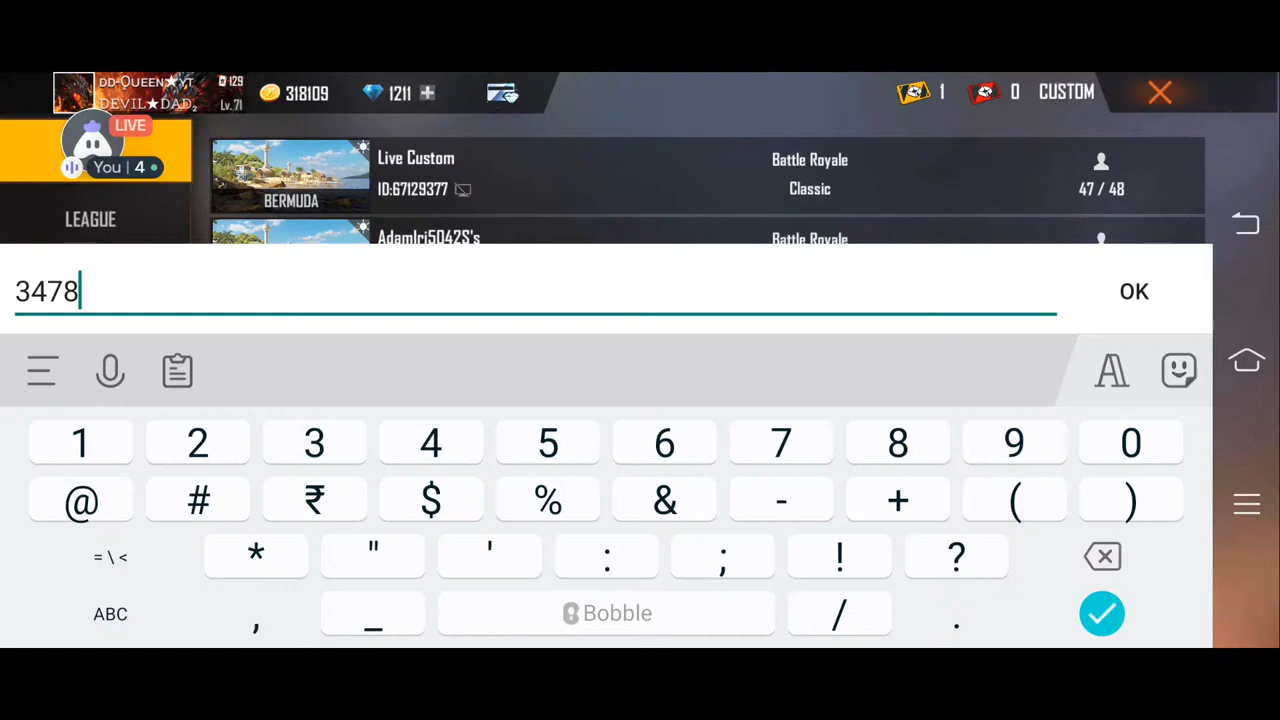 DD-QUEEN★YT
129
DEVIL★DAD₂
Lv.71
318109
1211
1
0
CUSTOM
LIVE
You | 4
LEAGUE
BERMUDA
Live Custom
ID:67129377
Battle Royale
Classic
47 / 48
AdamIri5042S's
Battle Royale
3478
OK
1 2 3 4 5 6 7 8 9 0
@ # ₹ $ % & - + ( )
= \ < * " ' : ; ! ?
ABC , _ Bobble / .